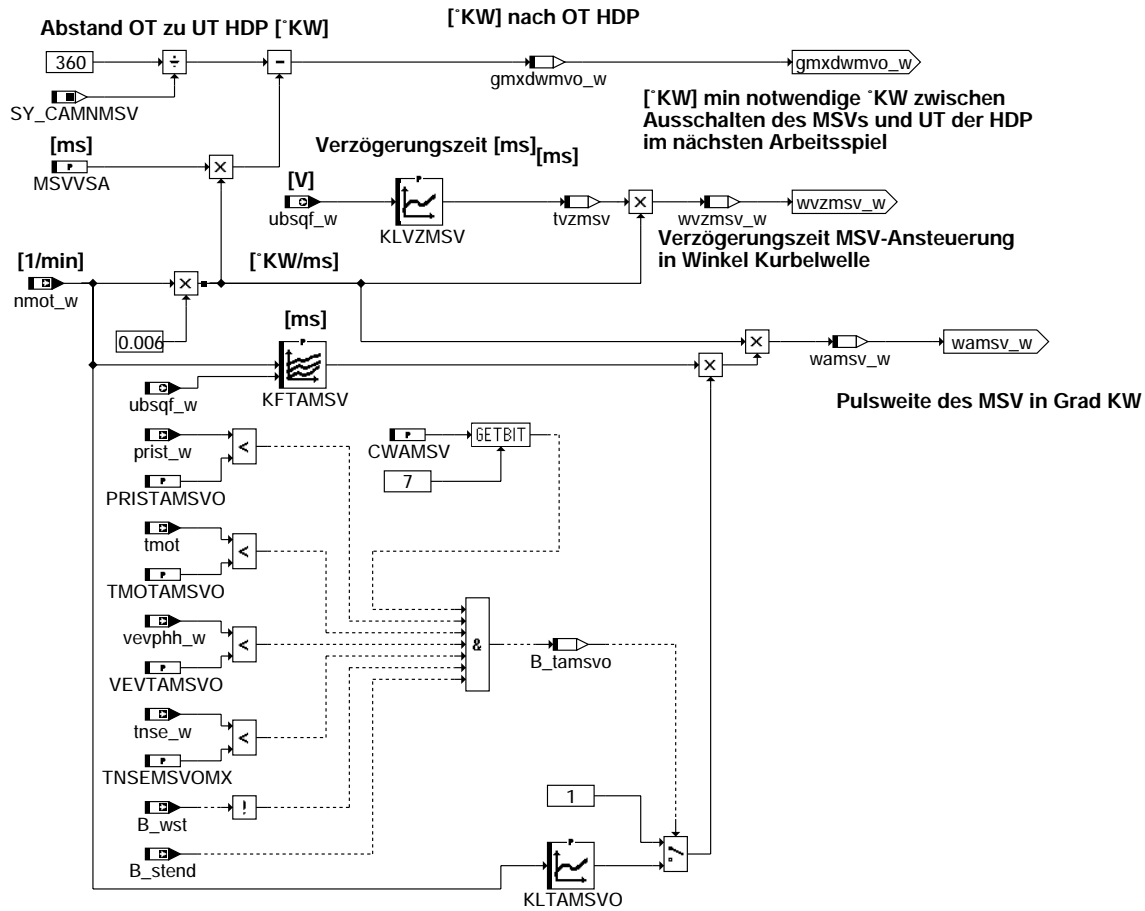 Abstand OT zu UT HDP [°KW]
[°KW] nach OT HDP
360
÷
−
gmxdwmvo_w
gmxdwmvo_w
SY_CAMNMSV
[°KW] min notwendige °KW zwischen
Ausschalten des MSVs und UT der HDP
im nächsten Arbeitsspiel
[ms]
P
MSVVSA
×
Verzögerungszeit [ms]
[ms]
[V]
ubsqf_w
P
KLVZMSV
tvzmsv
×
wvzmsv_w
wvzmsv_w
Verzögerungszeit MSV-Ansteuerung
in Winkel Kurbelwelle
[1/min]
nmot_w
×
[°KW/ms]
0.006
[ms]
P
KFTAMSV
ubsqf_w
×
×
wamsv_w
wamsv_w
Pulsweite des MSV in Grad KW
prist_w
<
P
PRISTAMSVO
P
CWAMSV
GETBIT
7
tmot
<
P
TMOTAMSVO
vevphh_w
<
P
VEVTAMSVO
&
B_tamsvo
tnse_w
<
P
TNSEMSVOMX
B_wst
!
B_stend
1
P
KLTAMSVO